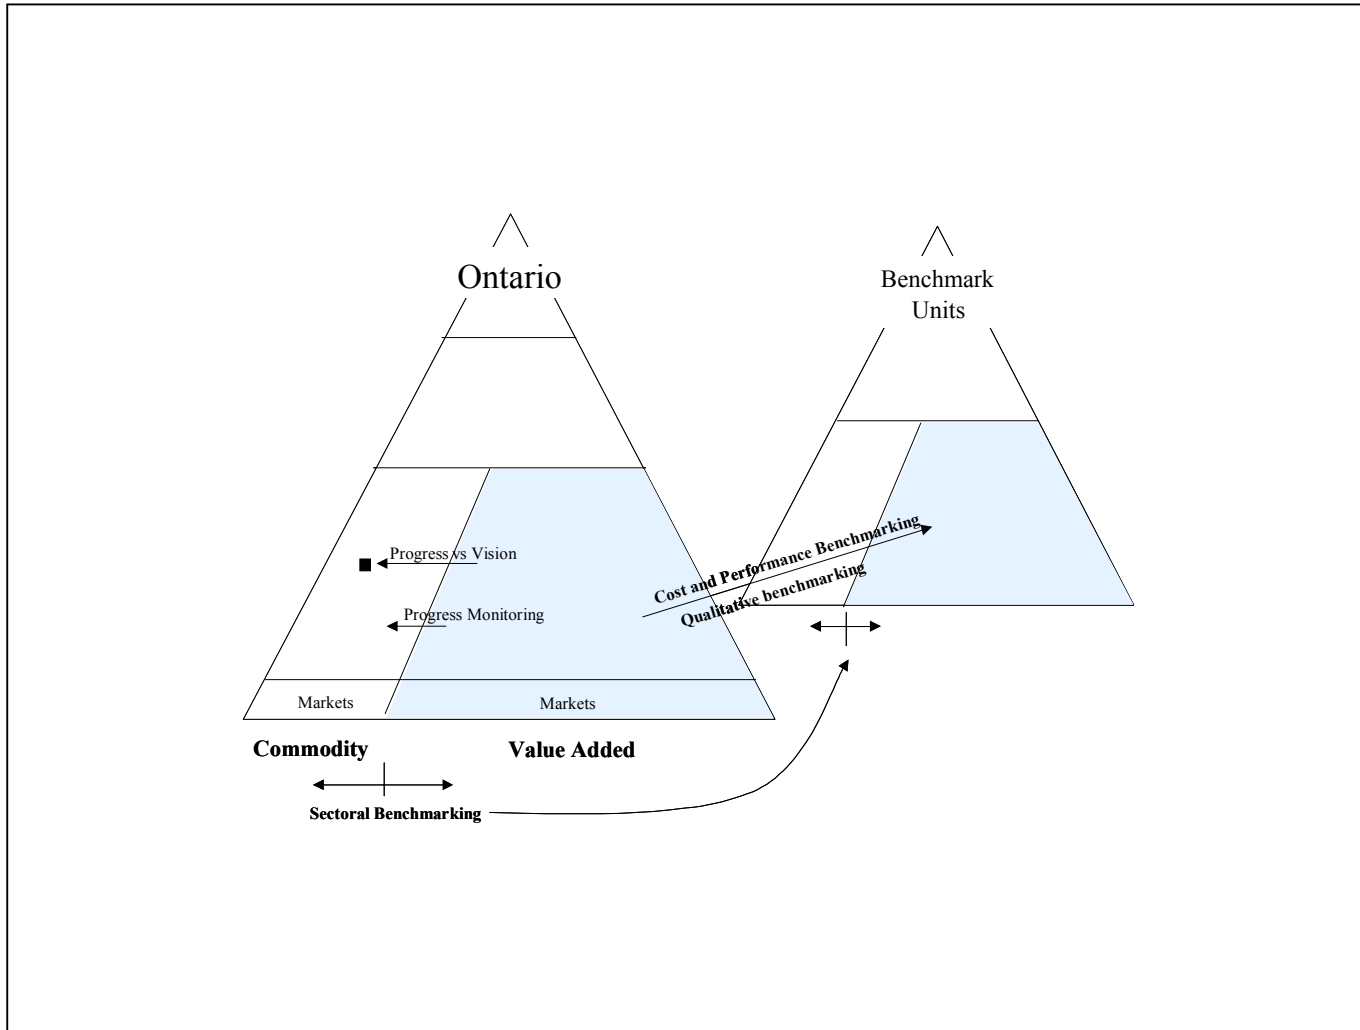 Ontario
Benchmark
Units
Progress vs Vision
Cost and Performance Benchmarking
Qualitative benchmarking
Progress Monitoring
Markets
Markets
Commodity
Value Added
Sectoral Benchmarking